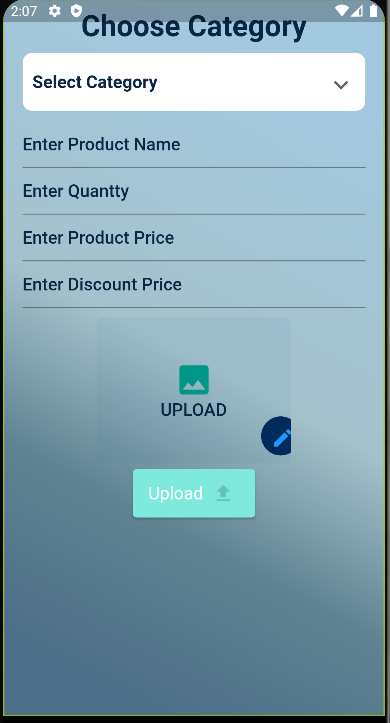 2:07
Choose Category
Select Category
Enter Product Name
Enter Quantty
Enter Product Price
Enter Discount Price
UPLOAD
Upload